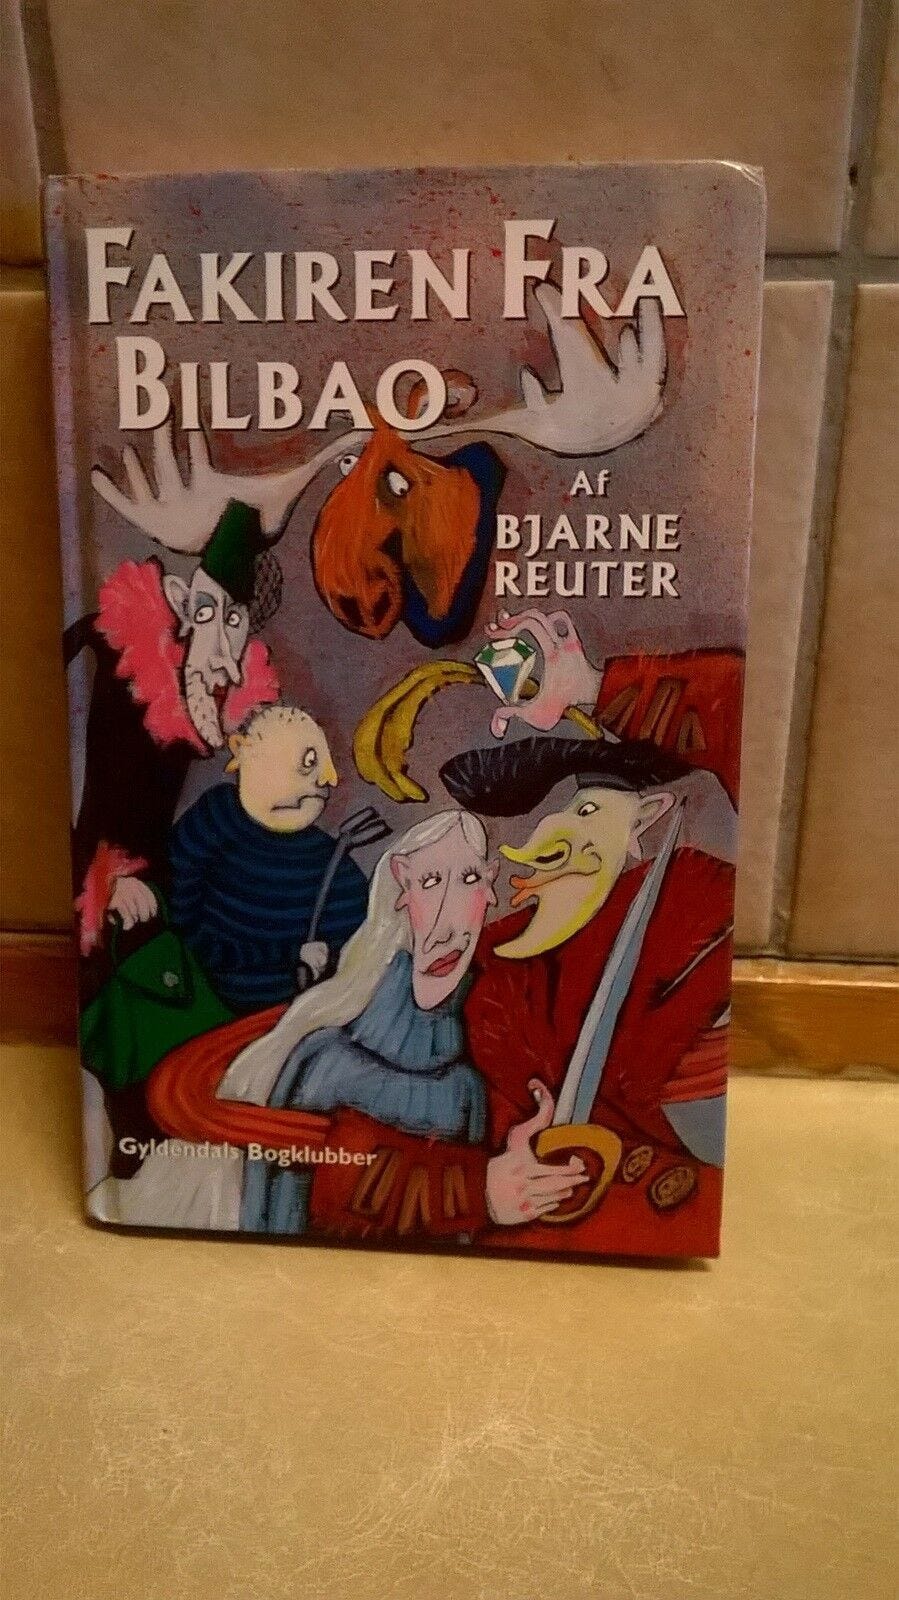 FAKIREN FRA
BILBAO
AF
BJARNE
REUTER
Gyldendals Bogklubber